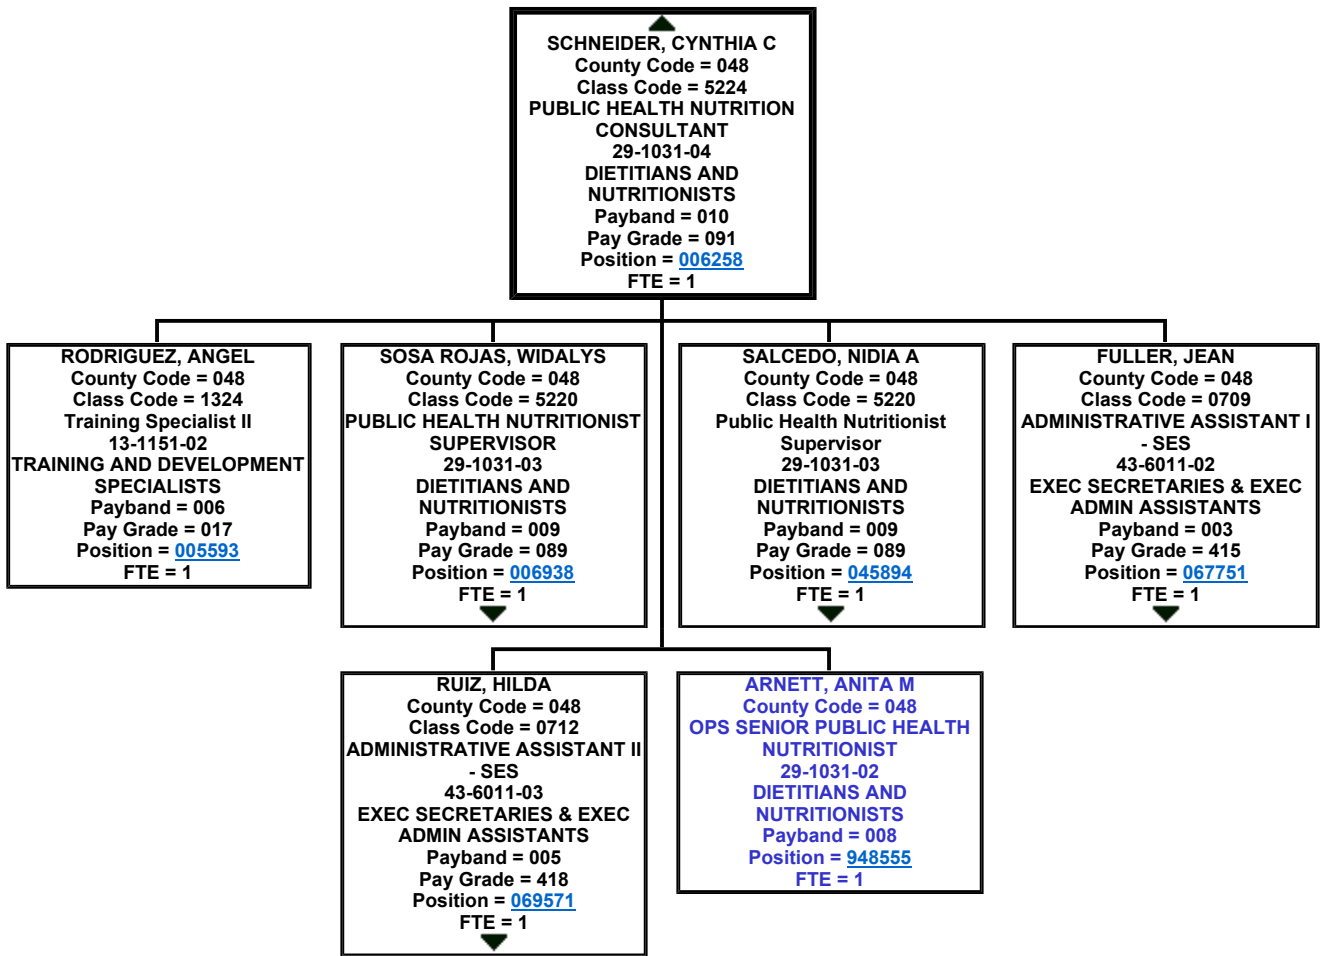 SCHNEIDER, CYNTHIA C
County Code = 048
Class Code = 5224
PUBLIC HEALTH NUTRITION
CONSULTANT
29-1031-04
DIETITIANS AND
NUTRITIONISTS
Payband = 010
Pay Grade = 091
Position = 006258
FTE = 1
RODRIGUEZ, ANGEL
County Code = 048
Class Code = 1324
Training Specialist II
13-1151-02
TRAINING AND DEVELOPMENT
SPECIALISTS
Payband = 006
Pay Grade = 017
Position = 005593
FTE = 1
SOSA ROJAS, WIDALYS
County Code = 048
Class Code = 5220
PUBLIC HEALTH NUTRITIONIST
SUPERVISOR
29-1031-03
DIETITIANS AND
NUTRITIONISTS
Payband = 009
Pay Grade = 089
Position = 006938
FTE = 1
SALCEDO, NIDIA A
County Code = 048
Class Code = 5220
Public Health Nutritionist
Supervisor
29-1031-03
DIETITIANS AND
NUTRITIONISTS
Payband = 009
Pay Grade = 089
Position = 045894
FTE = 1
FULLER, JEAN
County Code = 048
Class Code = 0709
ADMINISTRATIVE ASSISTANT I
- SES
43-6011-02
EXEC SECRETARIES & EXEC
ADMIN ASSISTANTS
Payband = 003
Pay Grade = 415
Position = 067751
FTE = 1
RUIZ, HILDA
County Code = 048
Class Code = 0712
ADMINISTRATIVE ASSISTANT II
- SES
43-6011-03
EXEC SECRETARIES & EXEC
ADMIN ASSISTANTS
Payband = 005
Pay Grade = 418
Position = 069571
FTE = 1
ARNETT, ANITA M
County Code = 048
OPS SENIOR PUBLIC HEALTH
NUTRITIONIST
29-1031-02
DIETITIANS AND
NUTRITIONISTS
Payband = 008
Position = 948555
FTE = 1